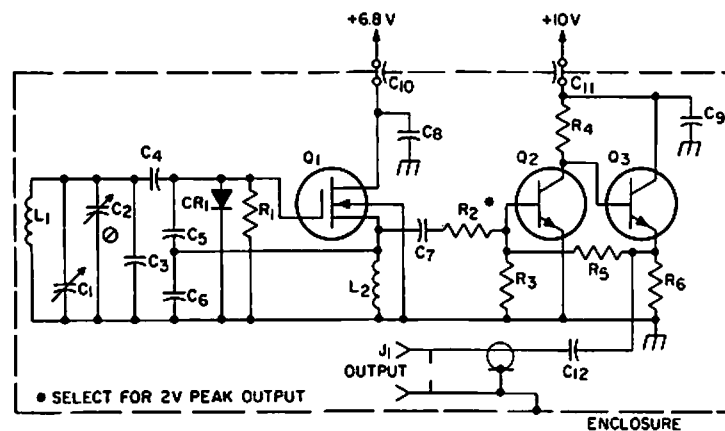 +6.8 V
+10 V
C10
C11
C8
C9
R4
C4
Q1
Q2
Q3
L1
C2
CR1
R1
R2 *
C5
C7
C3
C1
C6
L2
R3
R5
R6
J1
OUTPUT
C12
* SELECT FOR 2V PEAK OUTPUT
ENCLOSURE